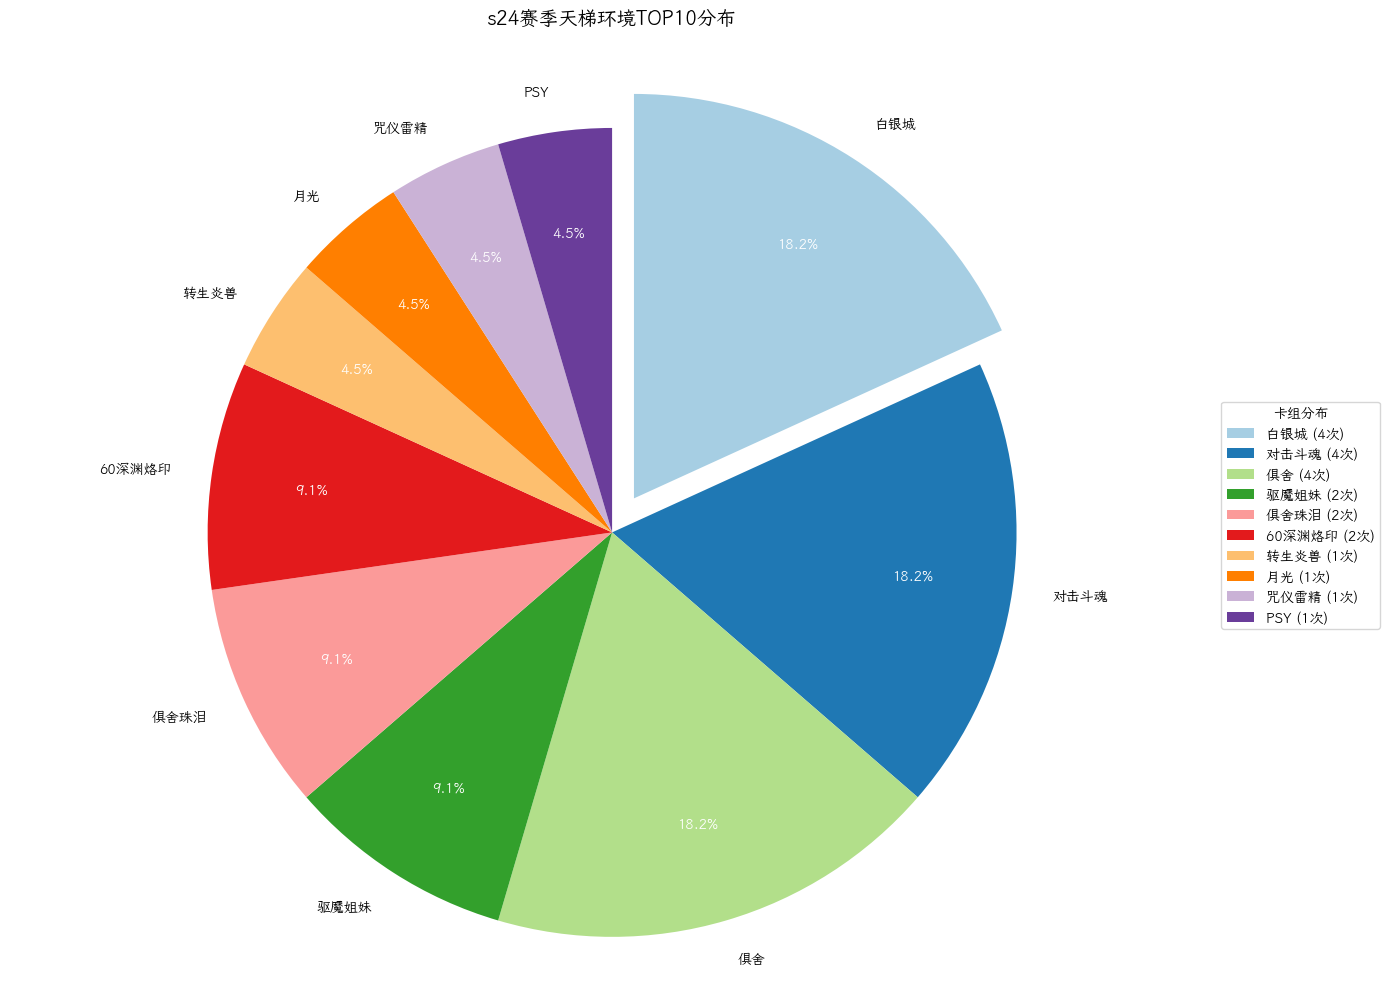 s24赛季天梯环境TOP10分布
PSY
白银城
咒仪雷精
月光
转生炎兽
60深渊烙印
俱舍珠泪
驱魔姐妹
俱舍
对击斗魂
18.2%
4.5%
4.5%
4.5%
4.5%
9.1%
9.1%
9.1%
18.2%
18.2%
卡组分布
白银城 (4次)
对击斗魂 (4次)
俱舍 (4次)
驱魔姐妹 (2次)
俱舍珠泪 (2次)
60深渊烙印 (2次)
转生炎兽 (1次)
月光 (1次)
咒仪雷精 (1次)
PSY (1次)